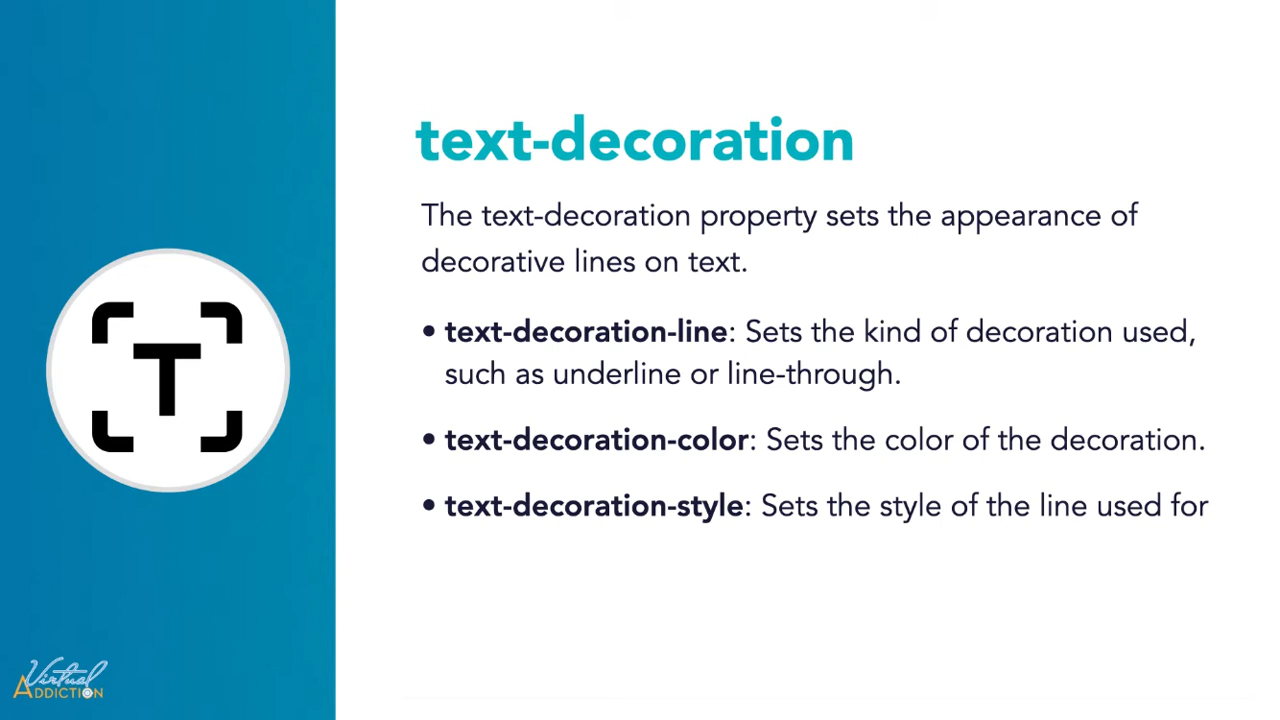 text-decoration
The text-decoration property sets the appearance of
decorative lines on text.
• text-decoration-line: Sets the kind of decoration used,
such as underline or line-through.
• text-decoration-color: Sets the color of the decoration.
• text-decoration-style: Sets the style of the line used for
T
Virtual
ADDICTION